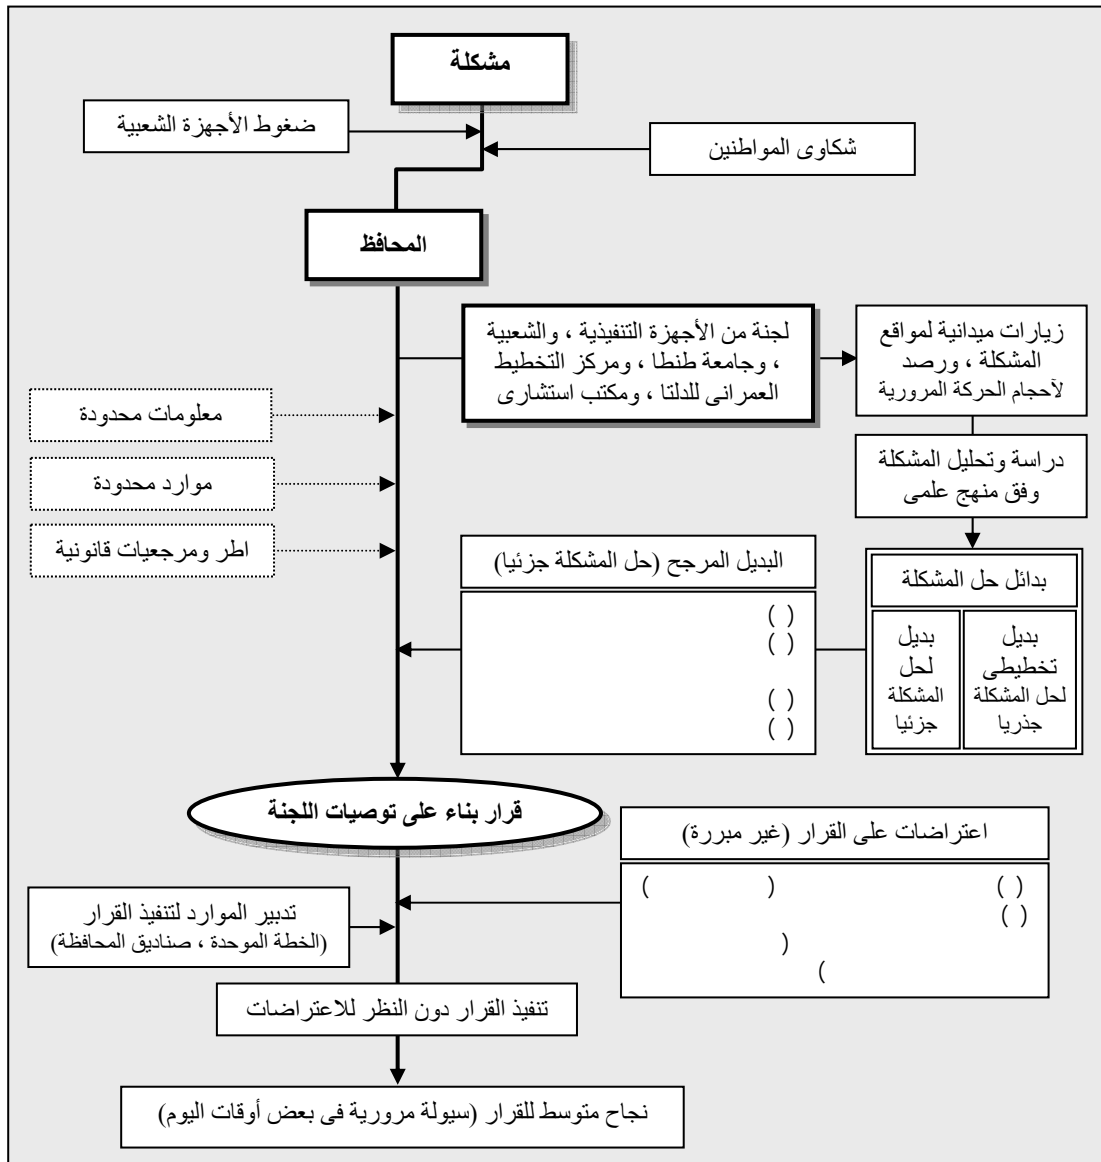 مشكلة
ضغوط الأجهزة الشعبية
شكاوى المواطنين
المحافظ
لجنة من الأجهزة التنفيذية ، والشعبية
، وجامعة طنطا ، ومركز التخطيط
العمرانى للدلتا ، ومكتب استشارى
زيارات ميدانية لمواقع
المشكلة ، ورصد
لآحجام الحركة المرورية
معلومات محدودة
دراسة وتحليل المشكلة
وفق منهج علمى
موارد محدودة
اطر ومرجعيات قانونية
البديل المرجح (حل المشكلة جزئيا)
( )
( )
( )
( )
بدائل حل المشكلة
بديل
تخطيطى
لحل المشكلة
جذريا
بديل
لحل
المشكلة
جزئيا
قرار بناء على توصيات اللجنة
اعتراضات على القرار (غير مبررة)
( ) ( )
( )
(
)
تدبير الموارد لتنفيذ القرار
(الخطة الموحدة ، صناديق المحافظة)
تنفيذ القرار دون النظر للاعتراضات
نجاح متوسط للقرار (سيولة مرورية فى بعض أوقات اليوم)